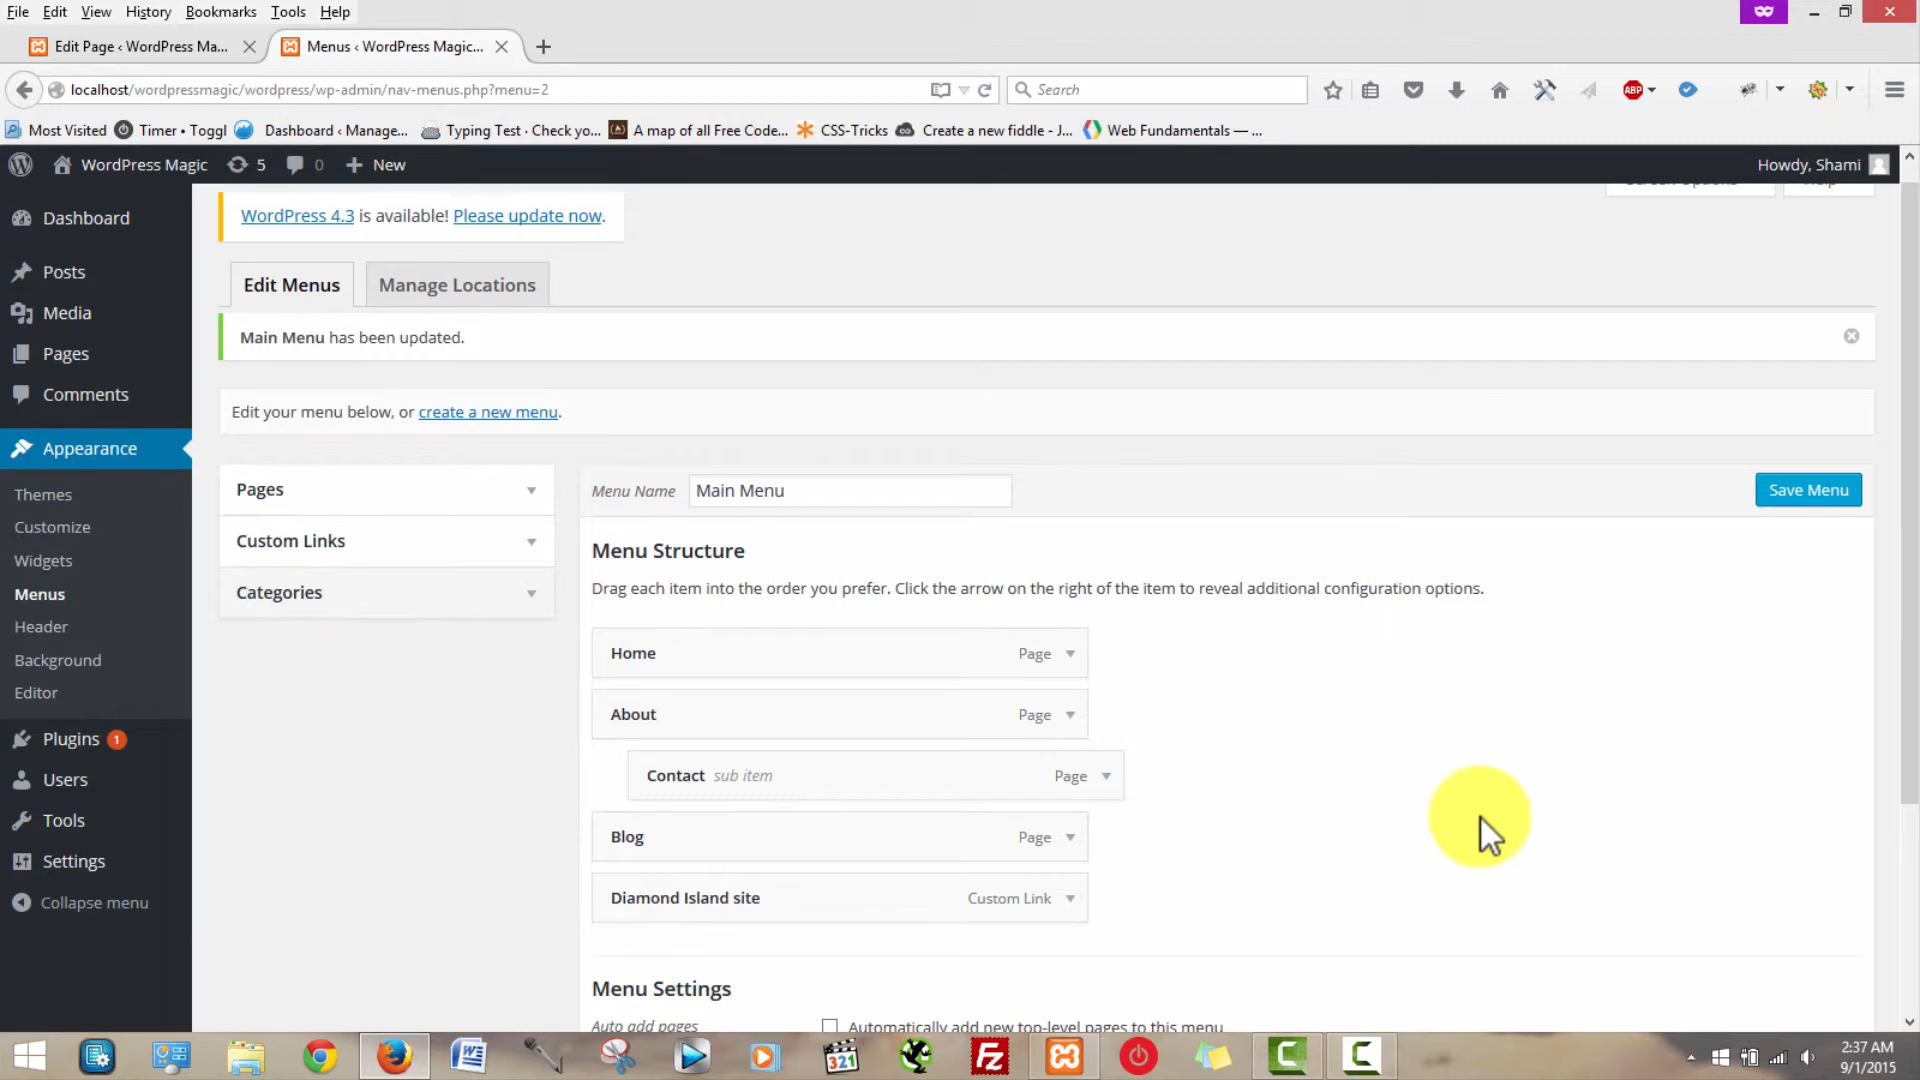 File Edit View History Bookmarks Tools Help
Edit Page ‹ WordPress Ma...
Menus ‹ WordPress Magic...
localhost/wordpressmagic/wordpress/wp-admin/nav-menus.php?menu=2
Search
ABP
Most Visited Timer • Toggl Dashboard ‹ Manage... Typing Test · Check yo... A map of all Free Code... CSS-Tricks Create a new fiddle - J... Web Fundamentals — ...
WordPress Magic 5 0 New
Howdy, Shami
Dashboard
Posts
Media
Pages
Comments
Appearance
Themes
Customize
Widgets
Menus
Header
Background
Editor
Plugins 1
Users
Tools
Settings
Collapse menu
WordPress 4.3 is available! Please update now.
Edit Menus
Manage Locations
Main Menu has been updated.
Edit your menu below, or create a new menu.
Pages
Custom Links
Categories
Menu Name Main Menu
Save Menu
Menu Structure
Drag each item into the order you prefer. Click the arrow on the right of the item to reveal additional configuration options.
Home Page
About Page
Contact sub item Page
Blog Page
Diamond Island site Custom Link
Menu Settings
Auto add pages
Automatically add new top-level pages to this menu
321
FZ
2:37 AM
9/1/2015